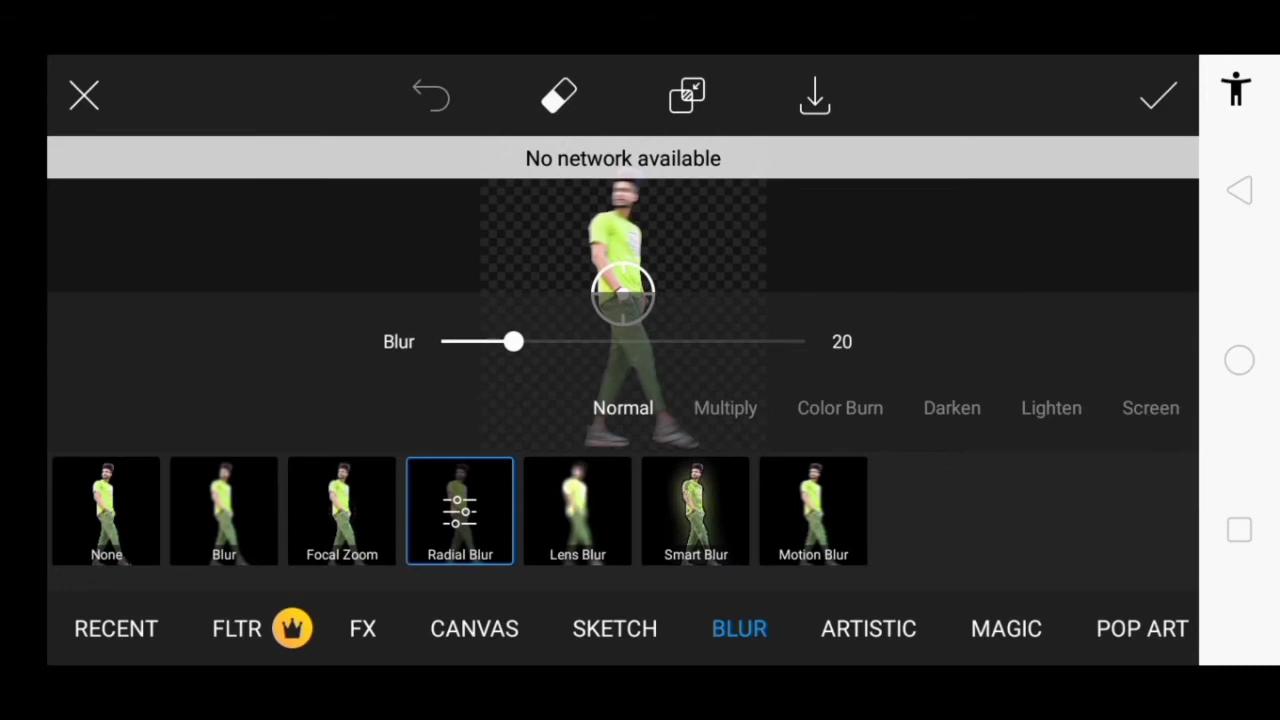 No network available
Blur 20
Normal Multiply Color Burn Darken Lighten Screen
None Blur Focal Zoom Radial Blur Lens Blur Smart Blur Motion Blur
RECENT FLTR FX CANVAS SKETCH BLUR ARTISTIC MAGIC POP ART